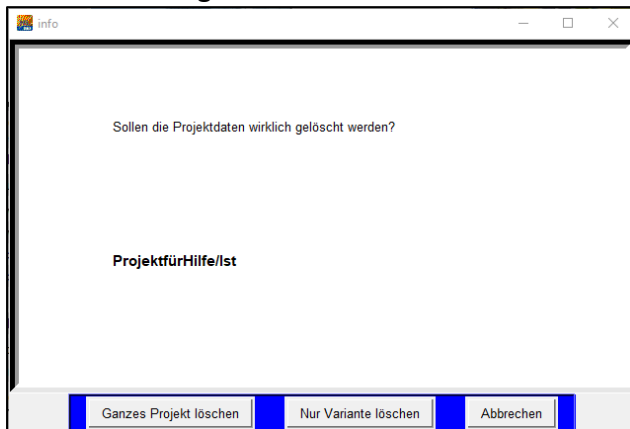 info
Sollen die Projektdaten wirklich gelöscht werden?
ProjektfürHilfe/Ist
Ganzes Projekt löschen
Nur Variante löschen
Abbrechen